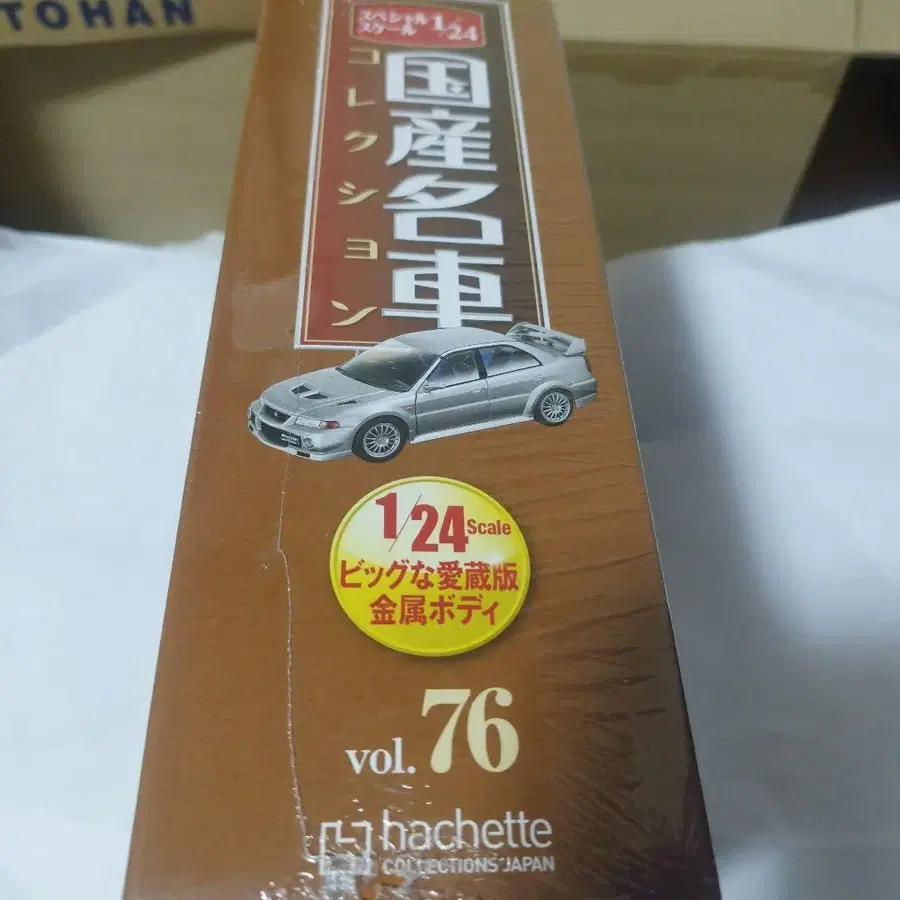 TOHAN
スペシャル
スケール 1/24
国産名車
コレクション
1/24 Scale
ビッグな愛蔵版
金属ボディ
vol. 76
hachette
COLLECTIONS JAPAN